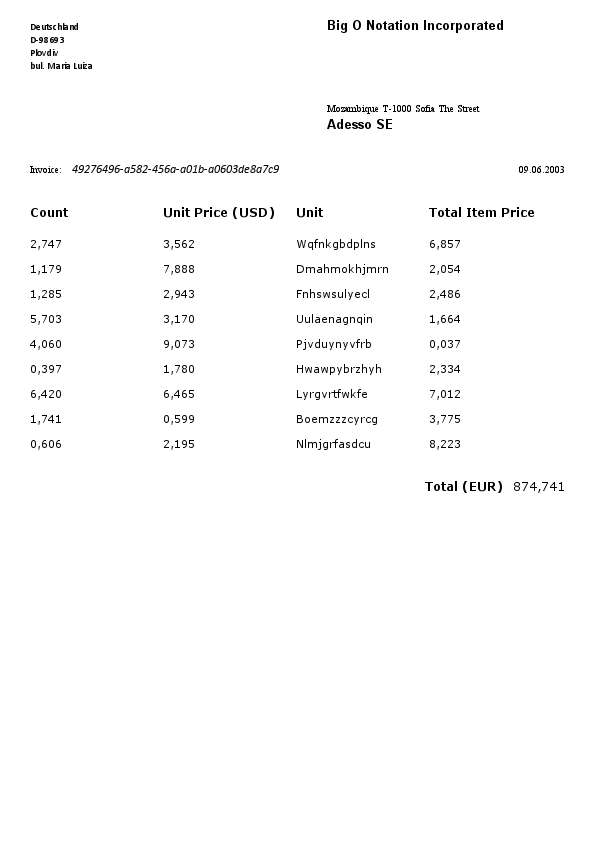 Deutschland
D-98693
Plovdiv
bul. Maria Luiza
Big O Notation Incorporated
Mozambique T-1000 Sofia The Street
Adesso SE
Invoice: 49276496-a582-456a-a01b-a0603de8a7c9 09.06.2003
Count Unit Price (USD) Unit Total Item Price
2,747 3,562 Wqfnkgbdplns 6,857
1,179 7,888 Dmahmokhjmrn 2,054
1,285 2,943 Fnhswsulyecl 2,486
5,703 3,170 Uulaenagnqin 1,664
4,060 9,073 Pjvduynyvfrb 0,037
0,397 1,780 Hwawpybrzhyh 2,334
6,420 6,465 Lyrgvrtfwkfe 7,012
1,741 0,599 Boemzzzcyrcg 3,775
0,606 2,195 Nlmjgrfasdcu 8,223
Total (EUR) 874,741